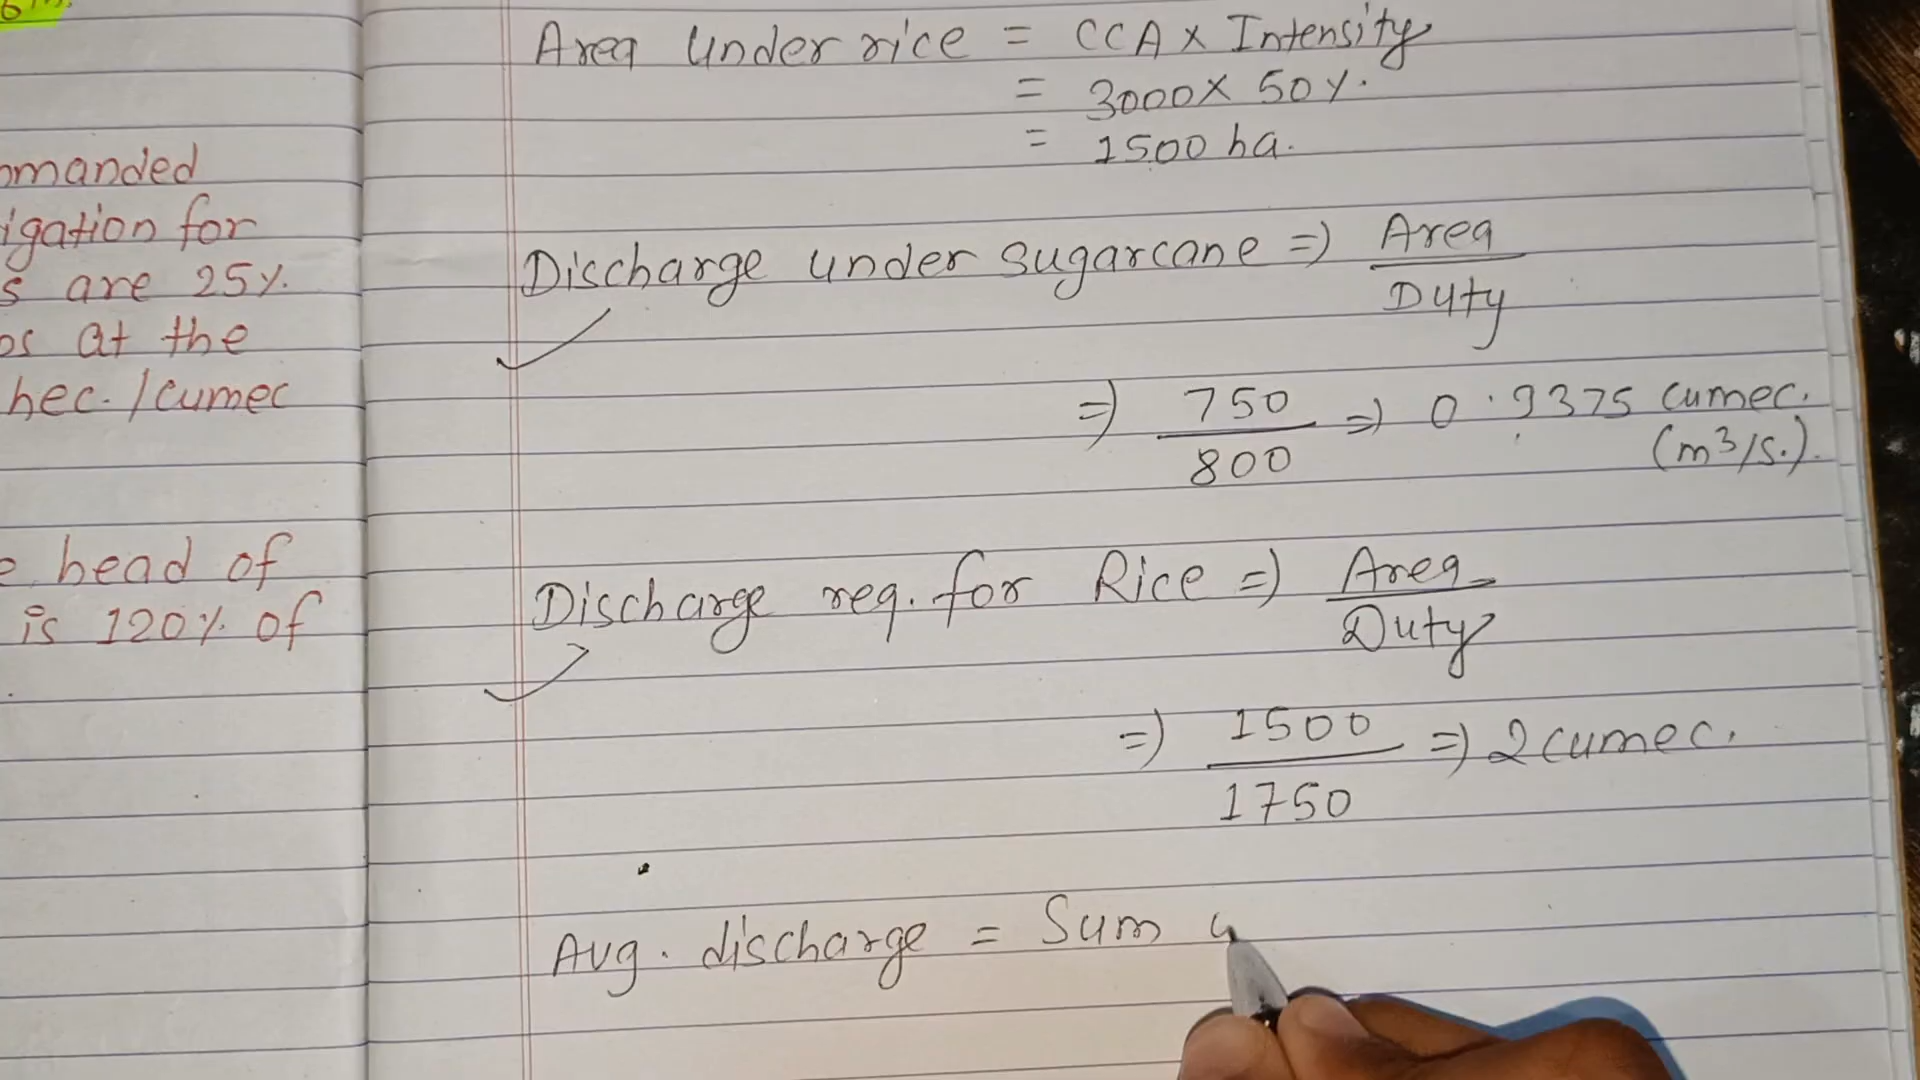 manded
igation for
s are 25%.
os at the
hec. / cumec
e head of
is 120% of
Area Under rice = CCA X Intensity
= 3000X 50%.
= 1500 ha.
Discharge under sugarcane => Area
Duty
=> 750 => 0.9375 cumec.
800 (m3/s.).
Discharge req. for Rice => Area
Duty
=> 1500 => 2 cumec.
1750
Avg. discharge = Sum